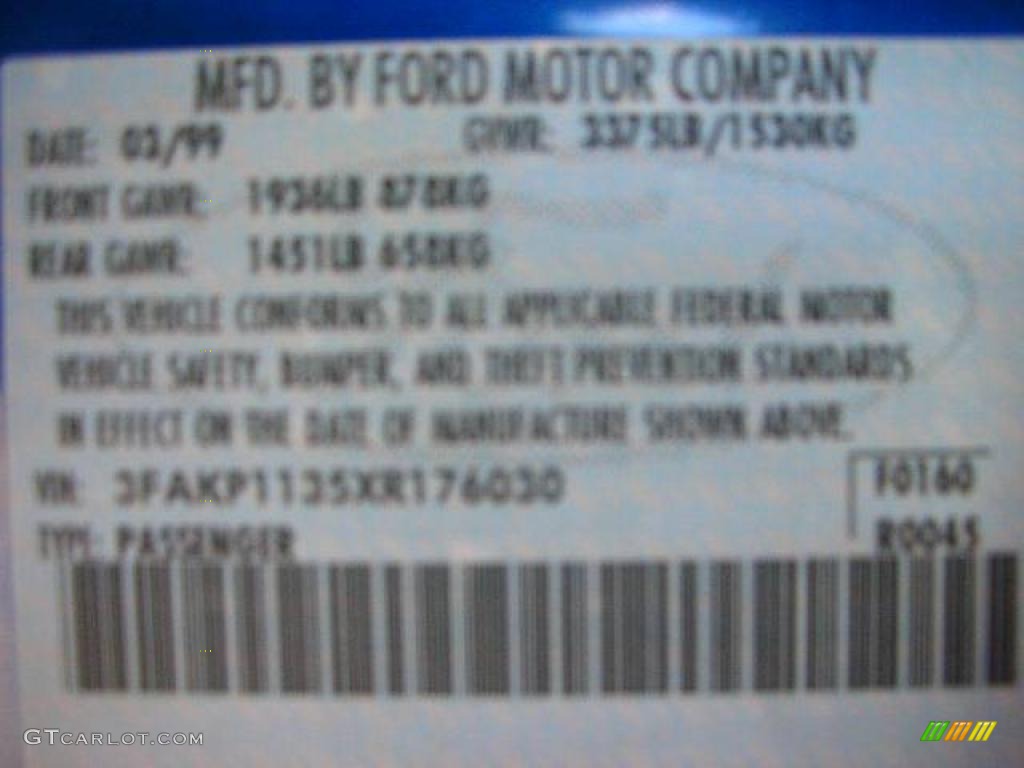 MFD. BY FORD MOTOR COMPANY
DATE: 03/99 GVWR: 3375LB/1530KG
FRONT GAWR: 1936LB 878KG
REAR GAWR: 1451LB 658KG
THIS VEHICLE CONFORMS TO ALL APPLICABLE FEDERAL MOTOR
VEHICLE SAFETY, BUMPER, AND THEFT PREVENTION STANDARDS
IN EFFECT ON THE DATE OF MANUFACTURE SHOWN ABOVE.
VIN: 3FAKP1135XR176030 F0160
TYPE: PASSENGER R0045
GTCARLOT.COM